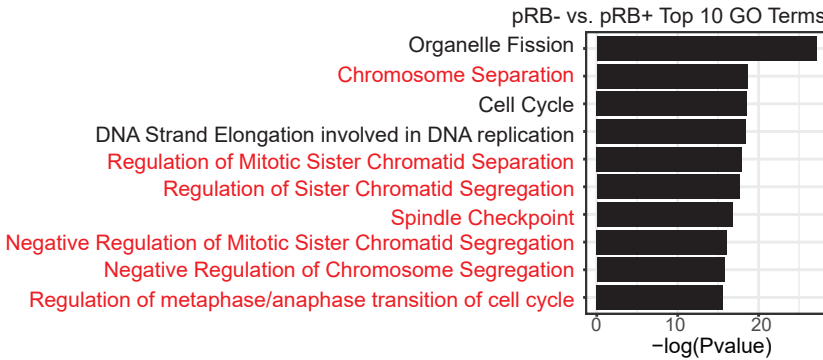 pRB- vs. pRB+ Top 10 GO Terms
Organelle Fission
Chromosome Separation
Cell Cycle
DNA Strand Elongation involved in DNA replication
Regulation of Mitotic Sister Chromatid Separation
Regulation of Sister Chromatid Segregation
Spindle Checkpoint
Negative Regulation of Mitotic Sister Chromatid Segregation
Negative Regulation of Chromosome Segregation
Regulation of metaphase/anaphase transition of cell cycle
0 10 20
−log(Pvalue)